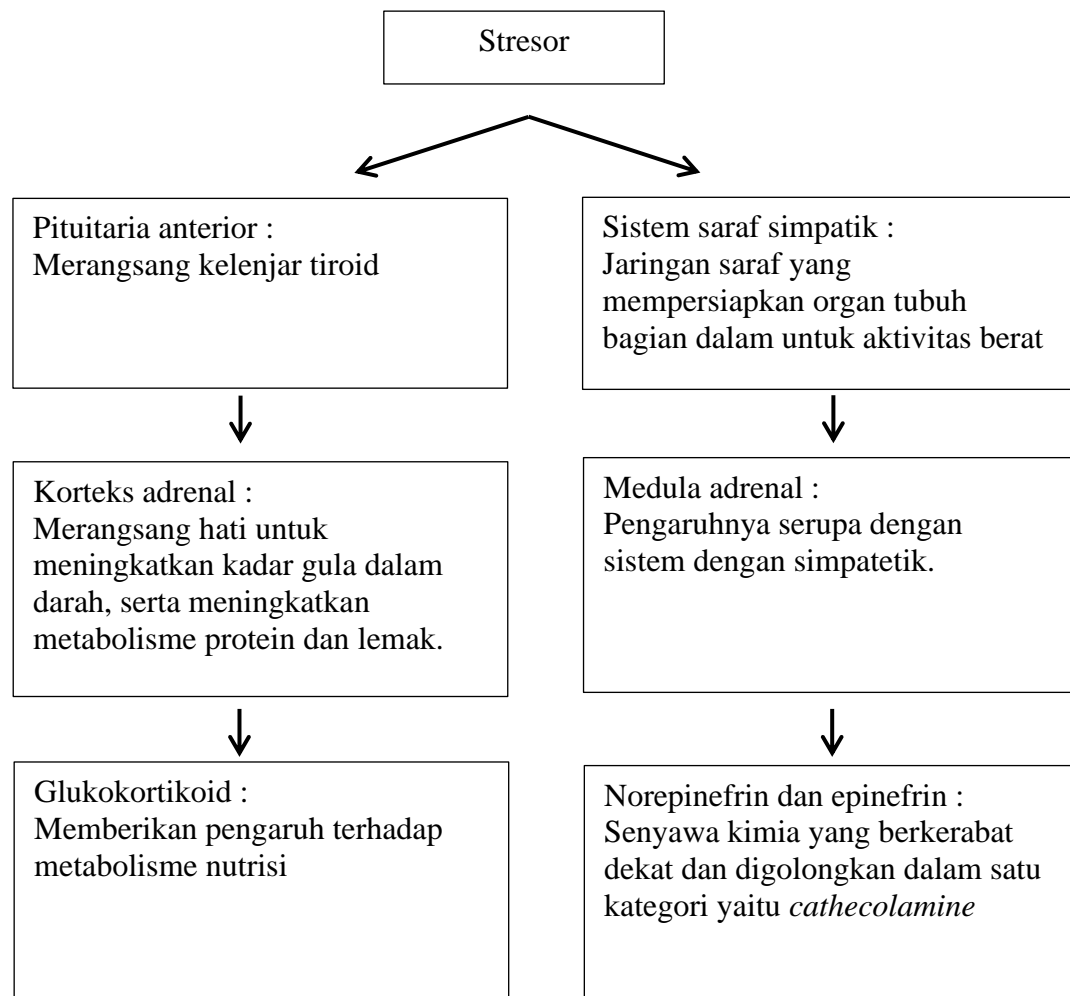 Stresor
Pituitaria anterior :
Merangsang kelenjar tiroid
Sistem saraf simpatik :
Jaringan saraf yang
mempersiapkan organ tubuh
bagian dalam untuk aktivitas berat
Korteks adrenal :
Merangsang hati untuk
meningkatkan kadar gula dalam
darah, serta meningkatkan
metabolisme protein dan lemak.
Medula adrenal :
Pengaruhnya serupa dengan
sistem dengan simpatetik.
Glukokortikoid :
Memberikan pengaruh terhadap
metabolisme nutrisi
Norepinefrin dan epinefrin :
Senyawa kimia yang berkerabat
dekat dan digolongkan dalam satu
kategori yaitu cathecolamine